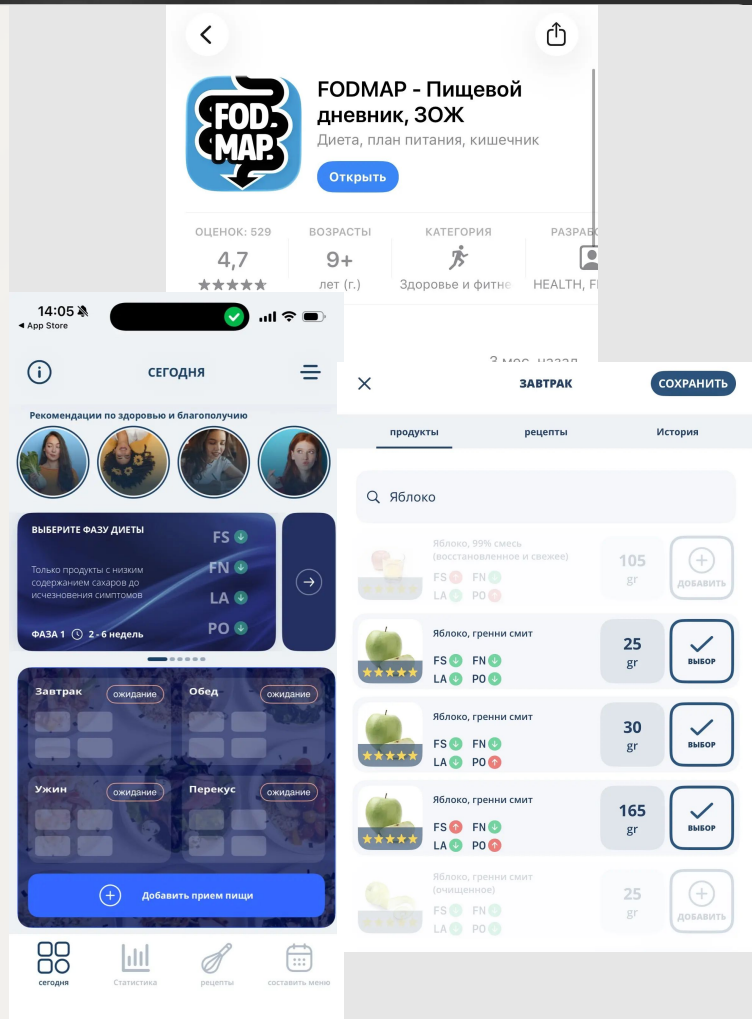 FODMAP - Пищевой
дневник, ЗОЖ
Диета, план питания, кишечник
Открыть
FOD
MAP.
ОЦЕНОК: 529
4,7
ВОЗРАСТЫ
9+
лет (г.)
КАТЕГОРИЯ
Здоровье и фитне
РАЗРАБО
HEALTH, F
3 мес. назад
14:05
◀ App Store
СЕГОДНЯ
Рекомендации по здоровью и благополучию
ВЫБЕРИТЕ ФАЗУ ДИЕТЫ
Только продукты с низким
содержанием сахаров до
исчезновения симптомов
ФАЗА 1 2 - 6 недель
FS
FN
LA
PO
Завтрак
ожидание
Обед
ожидание
Ужин
ожидание
Перекус
ожидание
Добавить прием пищи
сегодня
Статистика
рецепты
составить меню
ЗАВТРАК
СОХРАНИТЬ
продукты
рецепты
История
Яблоко
Яблоко, 99% смесь
(восстановленное и свежее)
FS FN
LA PO
105
gr
ДОБАВИТЬ
Яблоко, гренни смит
FS FN
LA PO
25
gr
ВЫБОР
Яблоко, гренни смит
FS FN
LA PO
30
gr
ВЫБОР
Яблоко, гренни смит
FS FN
LA PO
165
gr
ВЫБОР
Яблоко, гренни смит
(очищенное)
FS FN
LA PO
25
gr
ДОБАВИТЬ